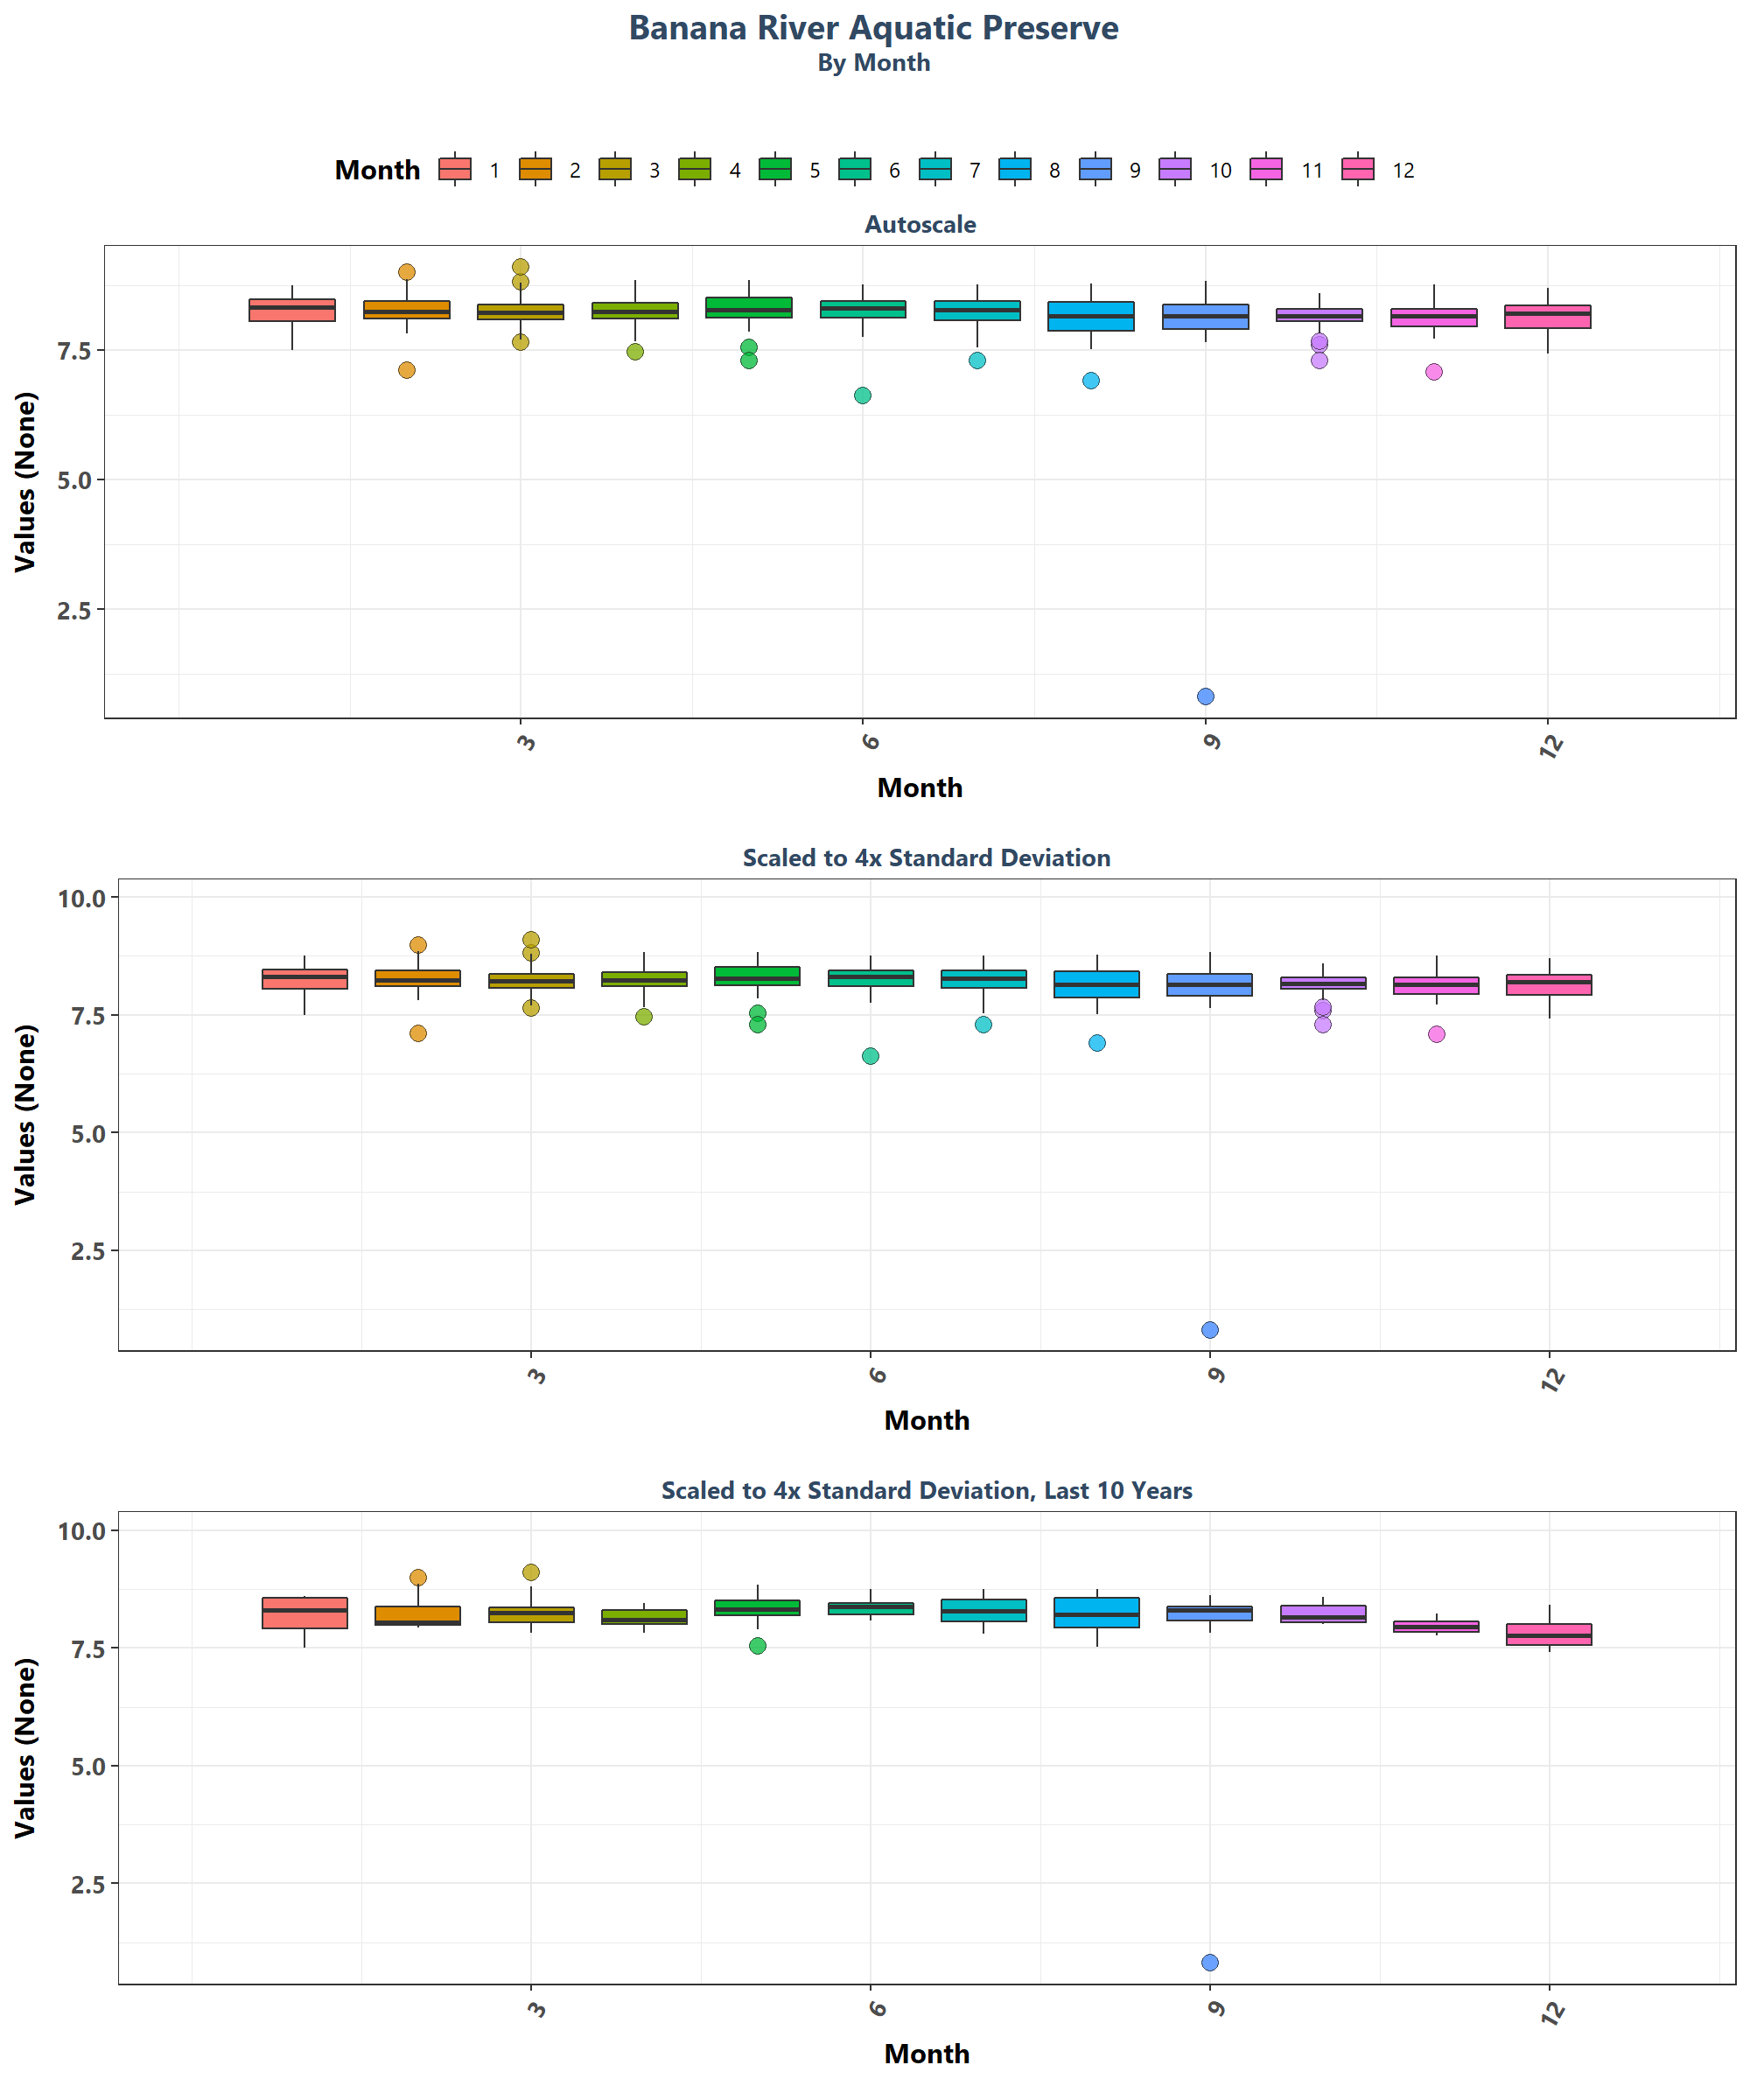 Banana River Aquatic Preserve
By Month
Month 1 2 3 4 5 6 7 8 9 10 11 12
Autoscale
Values (None)
7.5
5.0
2.5
3 6 9 12
Month
Scaled to 4x Standard Deviation
Values (None)
10.0
7.5
5.0
2.5
3 6 9 12
Month
Scaled to 4x Standard Deviation, Last 10 Years
Values (None)
10.0
7.5
5.0
2.5
3 6 9 12
Month